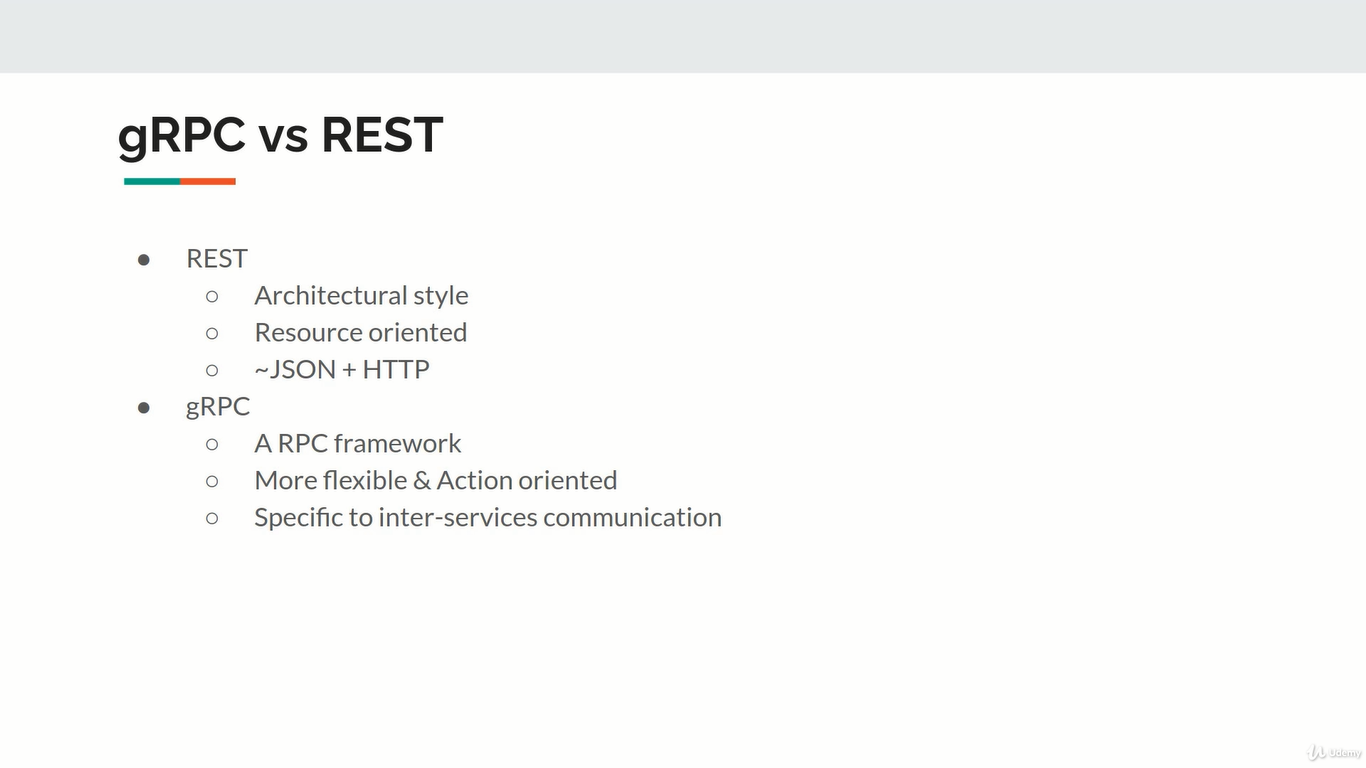 gRPC vs REST
● REST
○ Architectural style
○ Resource oriented
○ ~JSON + HTTP
● gRPC
○ A RPC framework
○ More flexible & Action oriented
○ Specific to inter-services communication
Udemy